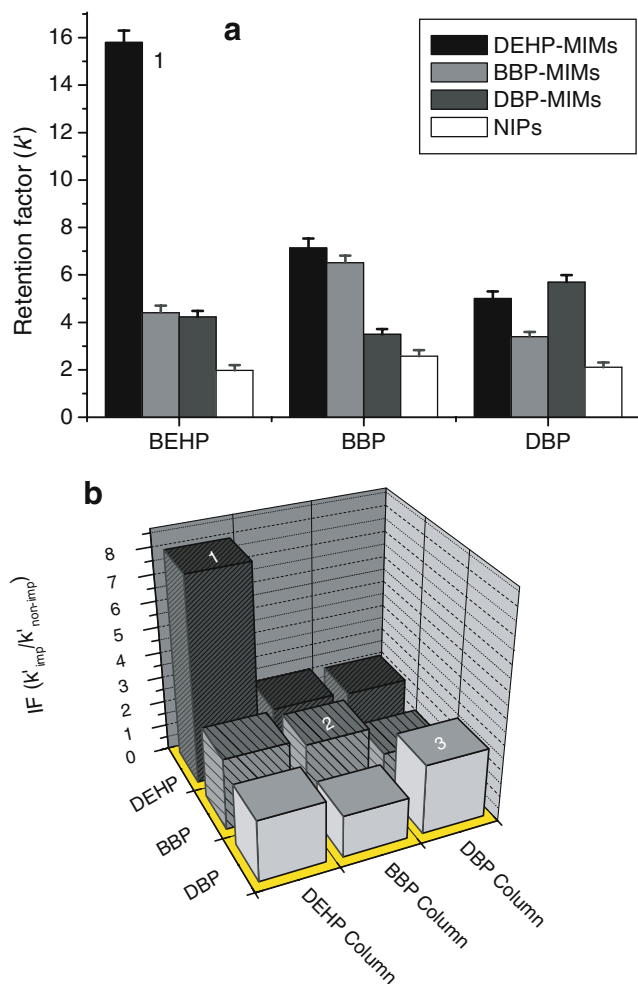 a
1
DEHP-MIMs
BBP-MIMs
DBP-MIMs
NIPs
Retention factor (k')
16
14
12
10
8
6
4
2
0
BEHP
BBP
DBP
b
IF (k'imp/k'non-imp)
8
7
6
5
4
3
2
1
0
1
2
3
DEHP
BBP
DBP
DEHP Column
BBP Column
DBP Column